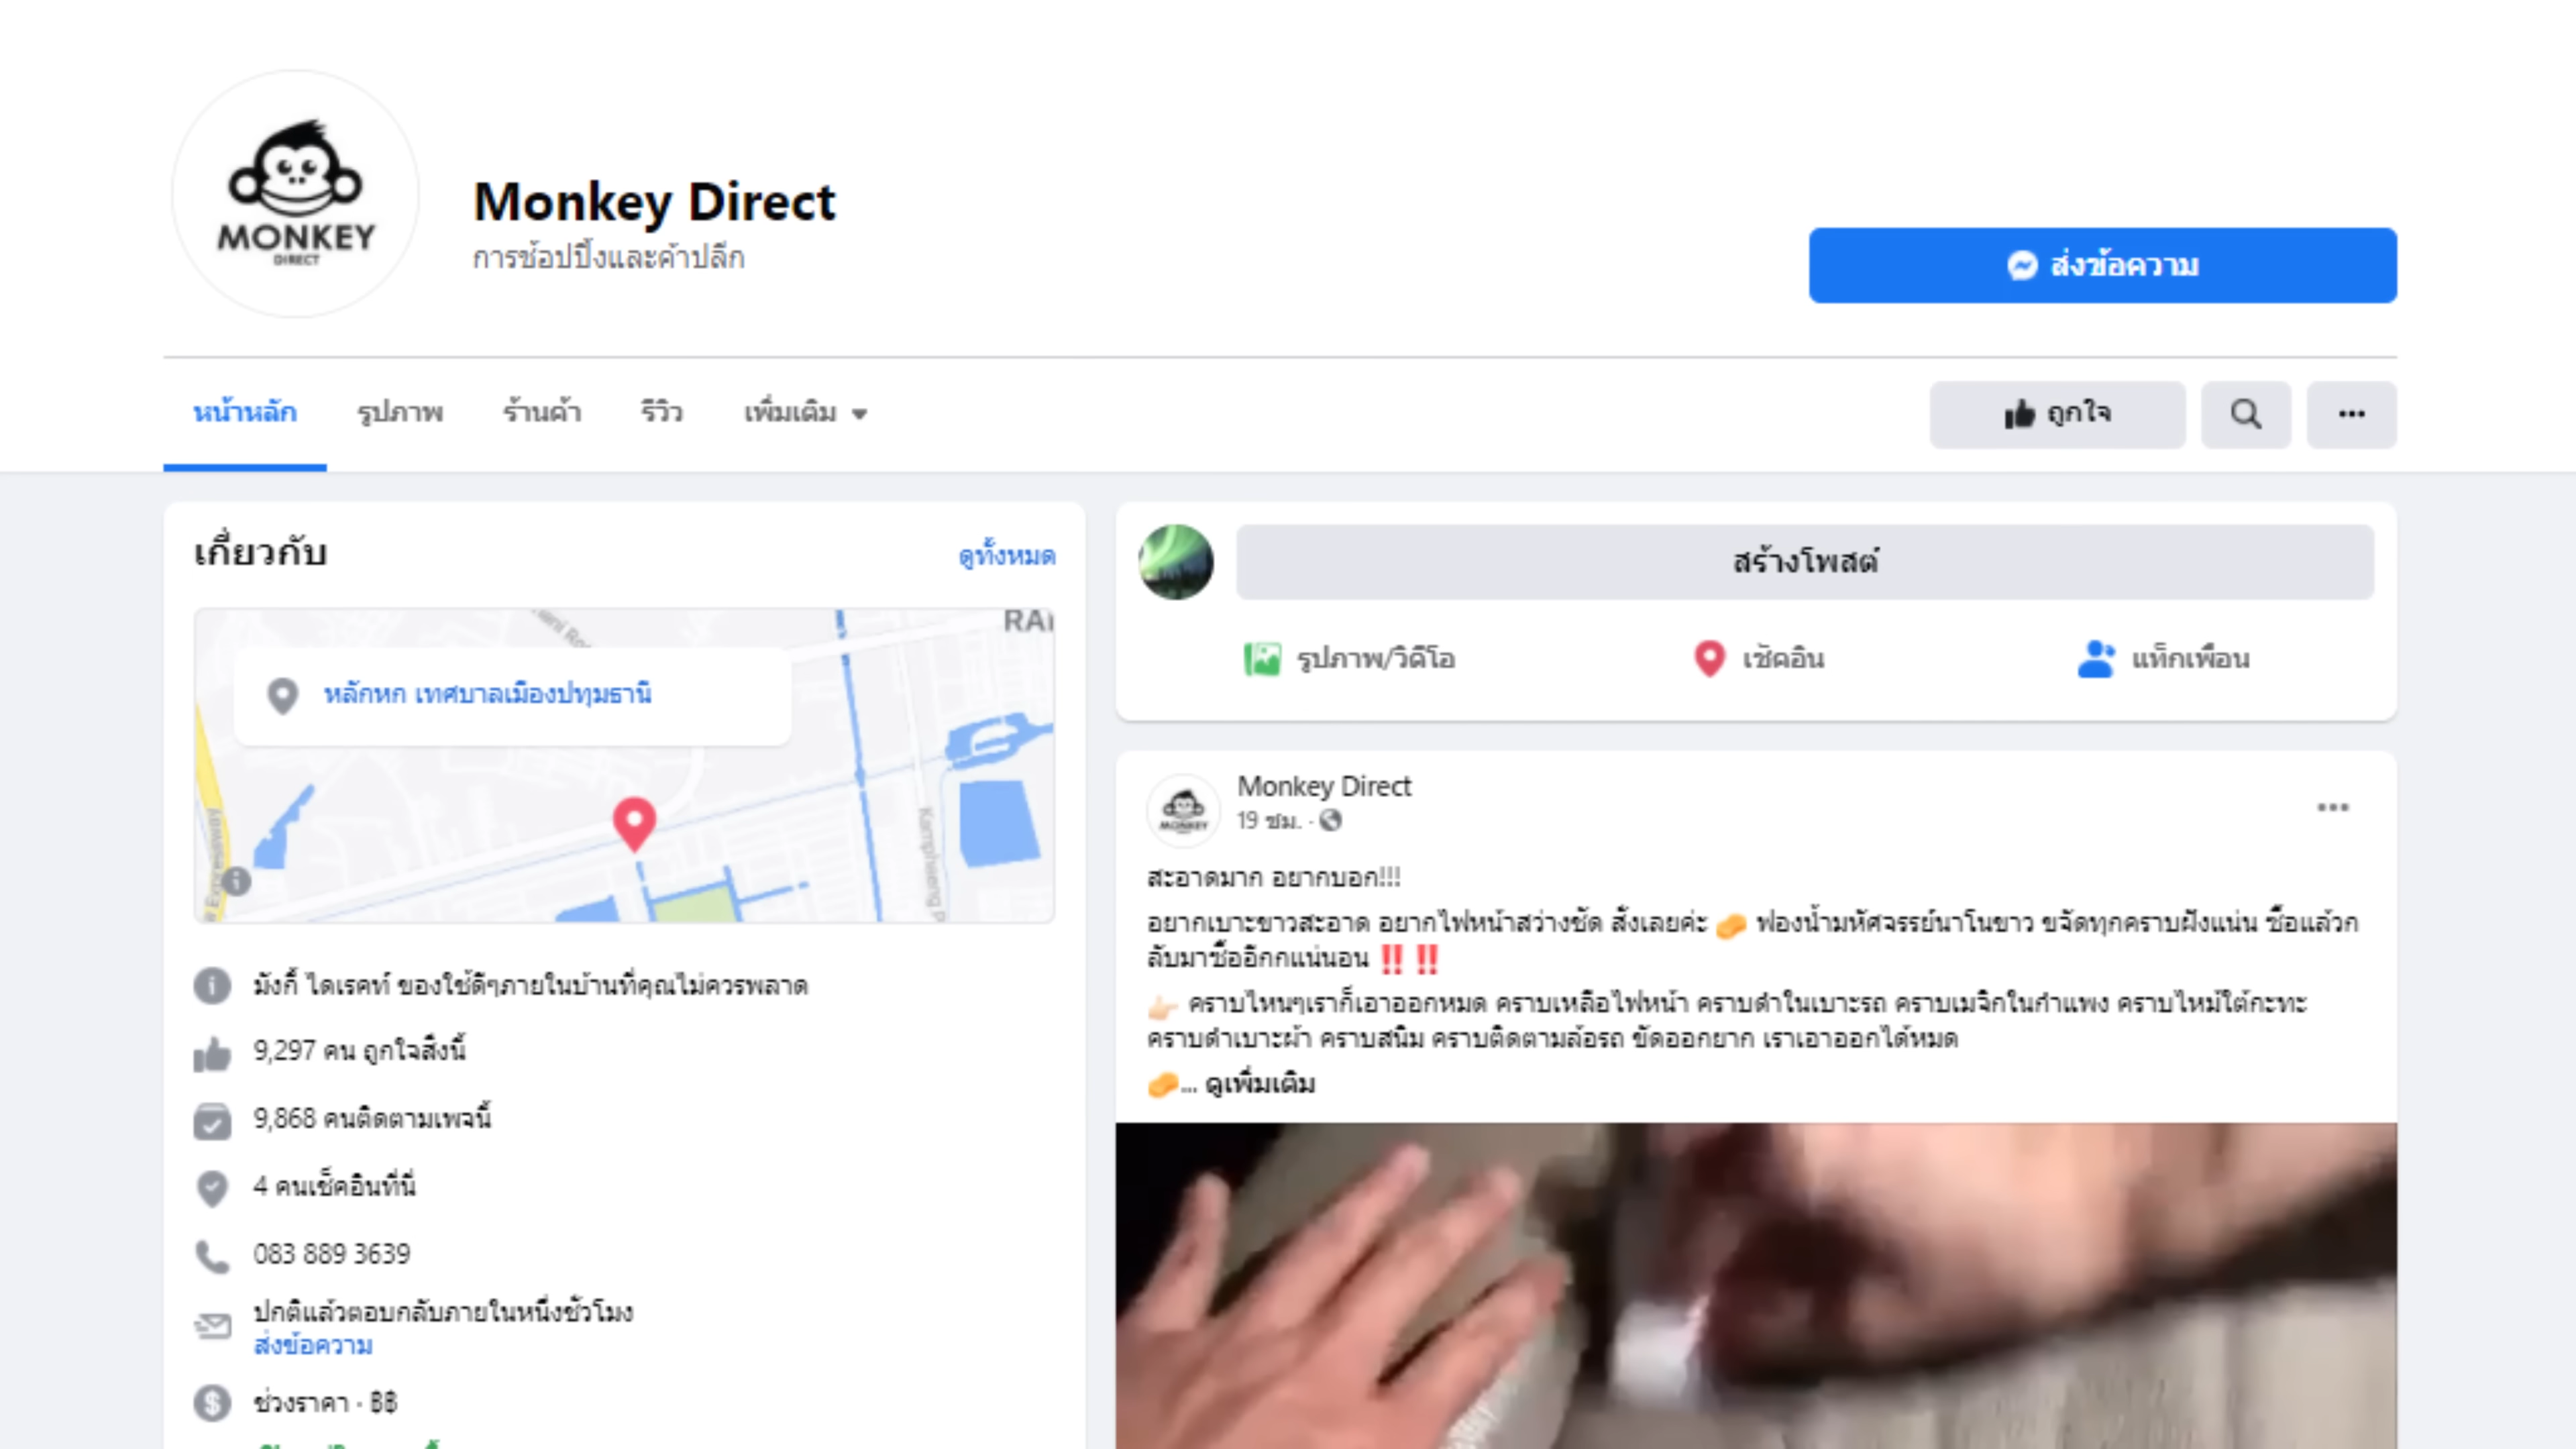 MONKEY
DIRECT
Monkey Direct
การช้อปปิ้งและค้าปลีก
ส่งข้อความ
หน้าหลัก
รูปภาพ
ร้านค้า
รีวิว
เพิ่มเติม
ถูกใจ
เกี่ยวกับ
ดูทั้งหมด
หลักหก เทศบาลเมืองปทุมธานี
มังกี้ ไดเรคท์ ของใช้ดีๆภายในบ้านที่คุณไม่ควรพลาด
9,297 คน ถูกใจสิ่งนี้
9,868 คนติดตามเพจนี้
4 คนเช็คอินที่นี่
083 889 3639
ปกติแล้วตอบกลับภายในหนึ่งชั่วโมง
ส่งข้อความ
ช่วงราคา · ฿฿
สร้างโพสต์
รูปภาพ/วิดีโอ
เช็คอิน
แท็กเพื่อน
MONKEY
Monkey Direct
19 ชม. ·
สะอาดมาก อยากบอก!!!
อยากเบาะขาวสะอาด อยากไฟหน้าสว่างชัด สั่งเลยค่ะ 🧽 ฟองน้ำมหัศจรรย์นาโนขาว ขจัดทุกคราบฝังแน่น ซื้อแล้วก
ลับมาซื้ออีกกแน่นอน ‼️ ‼️
👉🏻 คราบไหนๆเราก็เอาออกหมด คราบเหลือไฟหน้า คราบดำในเบาะรถ คราบเมจิกในกำแพง คราบไหม้ใต้กะทะ
คราบดำเบาะผ้า คราบสนิม คราบติดตามล้อรถ ขัดออกยาก เราเอาออกได้หมด
🧽... ดูเพิ่มเติม